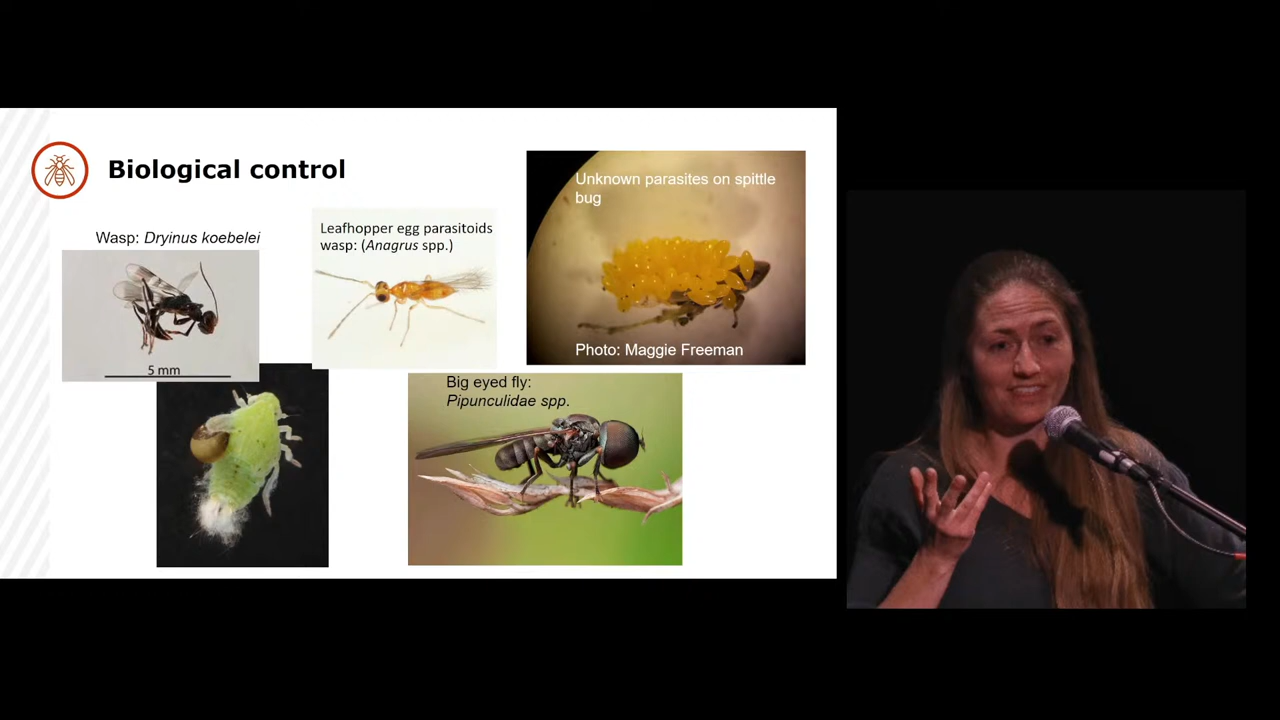 Biological control
Wasp: Dryinus koebelei
5 mm
Leafhopper egg parasitoids
wasp: (Anagrus spp.)
Unknown parasites on spittle
bug
Photo: Maggie Freeman
Big eyed fly:
Pipunculidae spp.